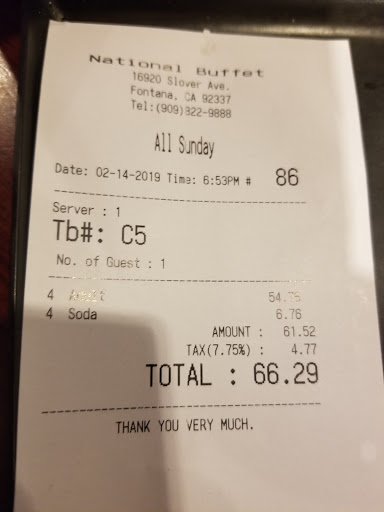 National Buffet
16920 Slover Ave.
Fontana, CA 92337
Tel:(909)822-9888
All Sunday
Date: 02-14-2019 Time: 6:53PM # 86
Server : 1
Tb#: C5
No. of Guest : 1
4 Adult 54.76
4 Soda 6.76
AMOUNT : 61.52
TAX(7.75%) : 4.77
TOTAL : 66.29
THANK YOU VERY MUCH.